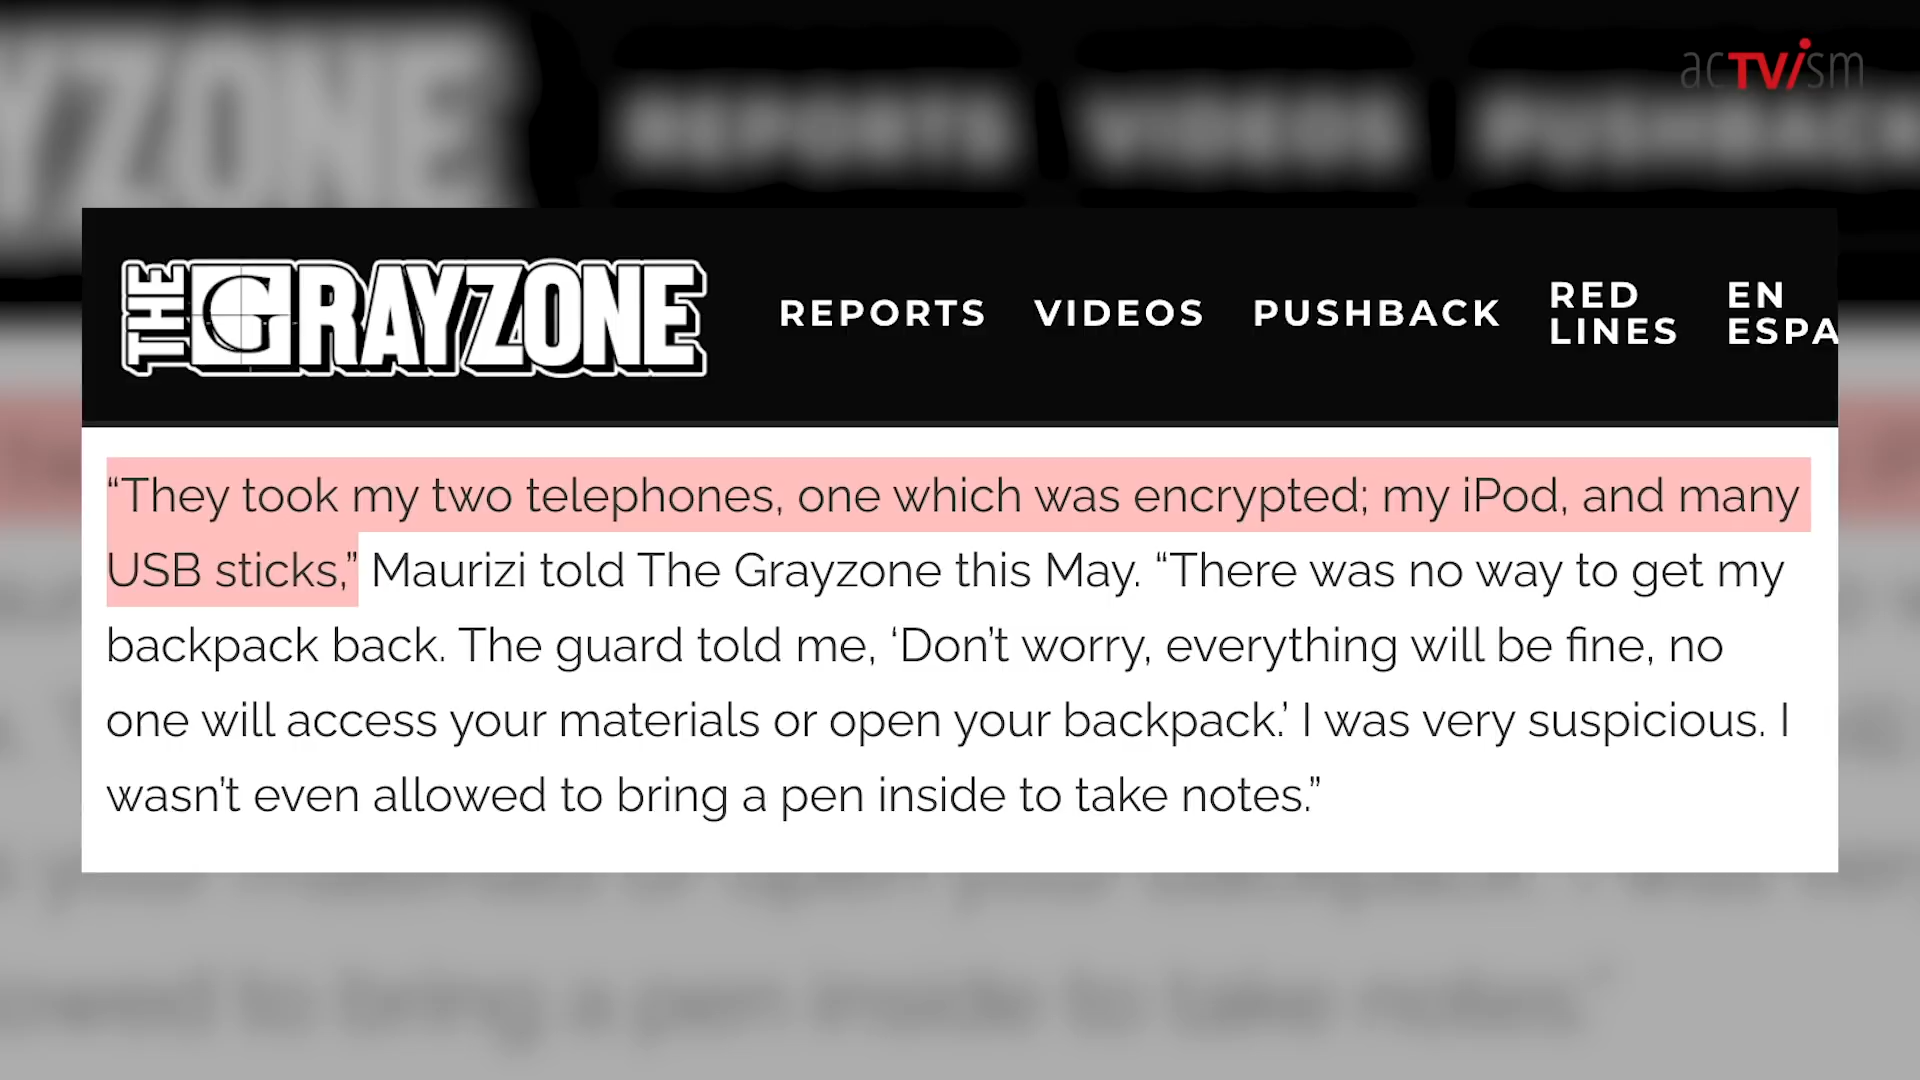 acTVism
THE GRAYZONE
REPORTS VIDEOS PUSHBACK RED LINES EN ESPA
“They took my two telephones, one which was encrypted; my iPod, and many
USB sticks,” Maurizi told The Grayzone this May. “There was no way to get my
backpack back. The guard told me, ‘Don’t worry, everything will be fine, no
one will access your materials or open your backpack.’ I was very suspicious. I
wasn’t even allowed to bring a pen inside to take notes.”